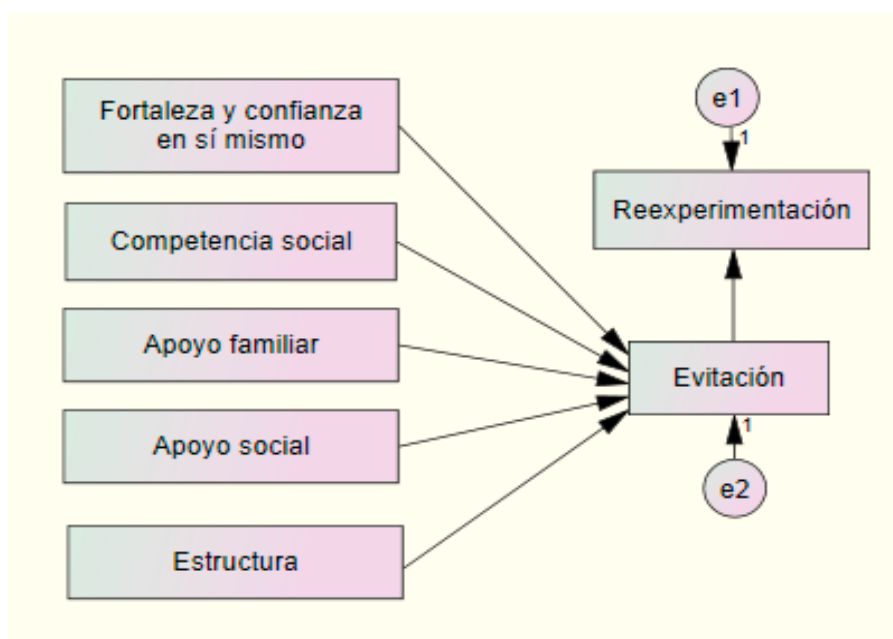 Fortaleza y confianza
en sí mismo
Competencia social
Apoyo familiar
Apoyo social
Estructura
e1
1
Reexperimentación
Evitación
1
e2